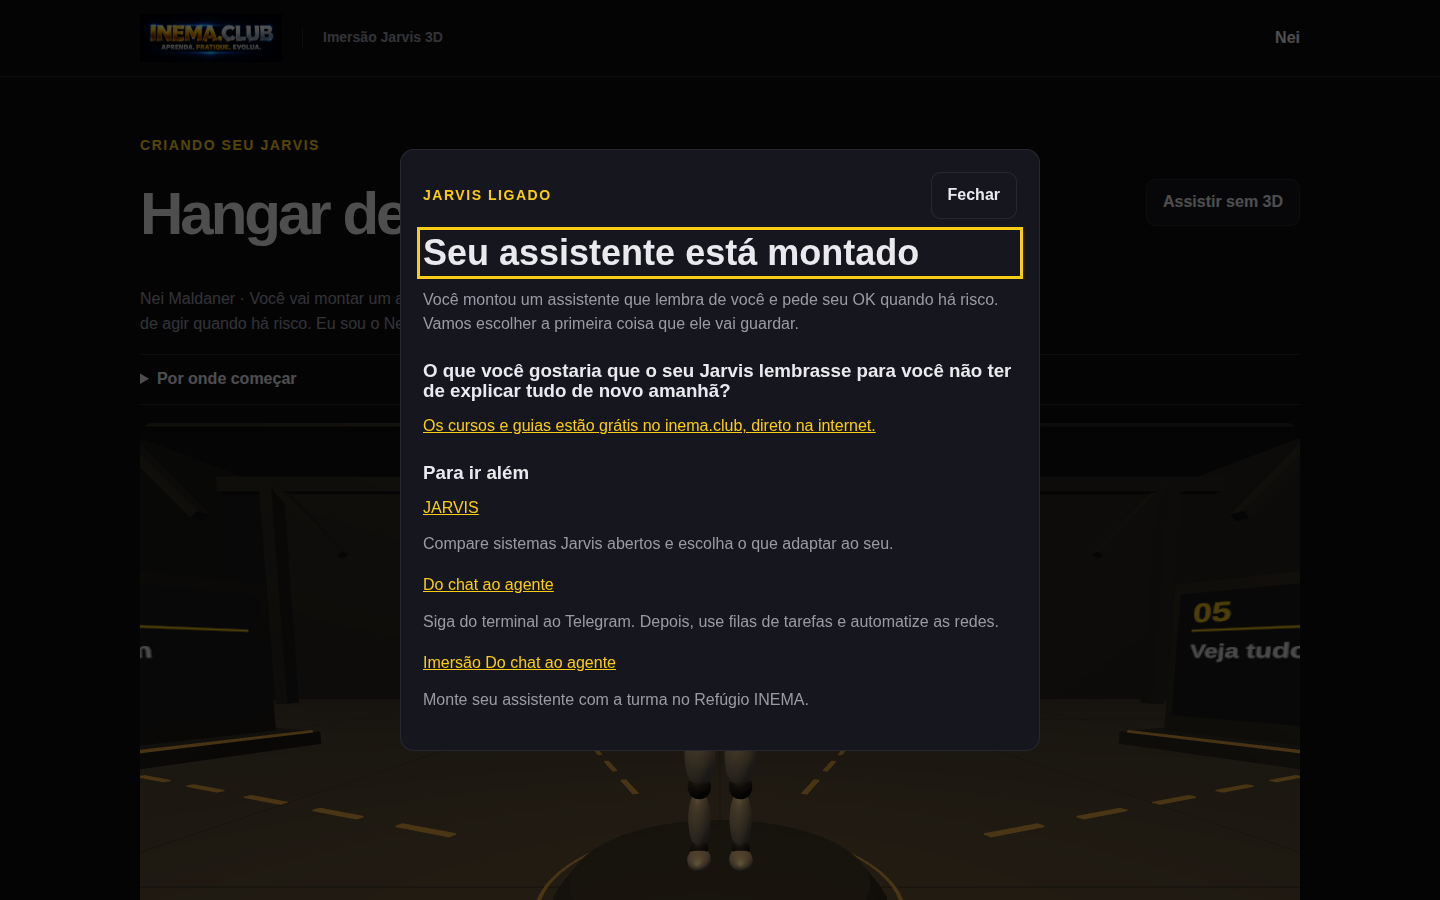 INEMA.CLUB
APRENDA. PRATIQUE. EVOLUA.
Imersão Jarvis 3D
Nei
CRIANDO SEU JARVIS
Hangar de
Assistir sem 3D
Nei Maldaner · Você vai montar um
de agir quando há risco. Eu sou o
Por onde começar
JARVIS LIGADO
Fechar
Seu assistente está montado
Você montou um assistente que lembra de você e pede seu OK quando há risco.
Vamos escolher a primeira coisa que ele vai guardar.
O que você gostaria que o seu Jarvis lembrasse para você não ter
de explicar tudo de novo amanhã?
Os cursos e guias estão grátis no inema.club, direto na internet.
Para ir além
JARVIS
Compare sistemas Jarvis abertos e escolha o que adaptar ao seu.
Do chat ao agente
Siga do terminal ao Telegram. Depois, use filas de tarefas e automatize as redes.
Imersão Do chat ao agente
Monte seu assistente com a turma no Refúgio INEMA.
05
Veja tudo